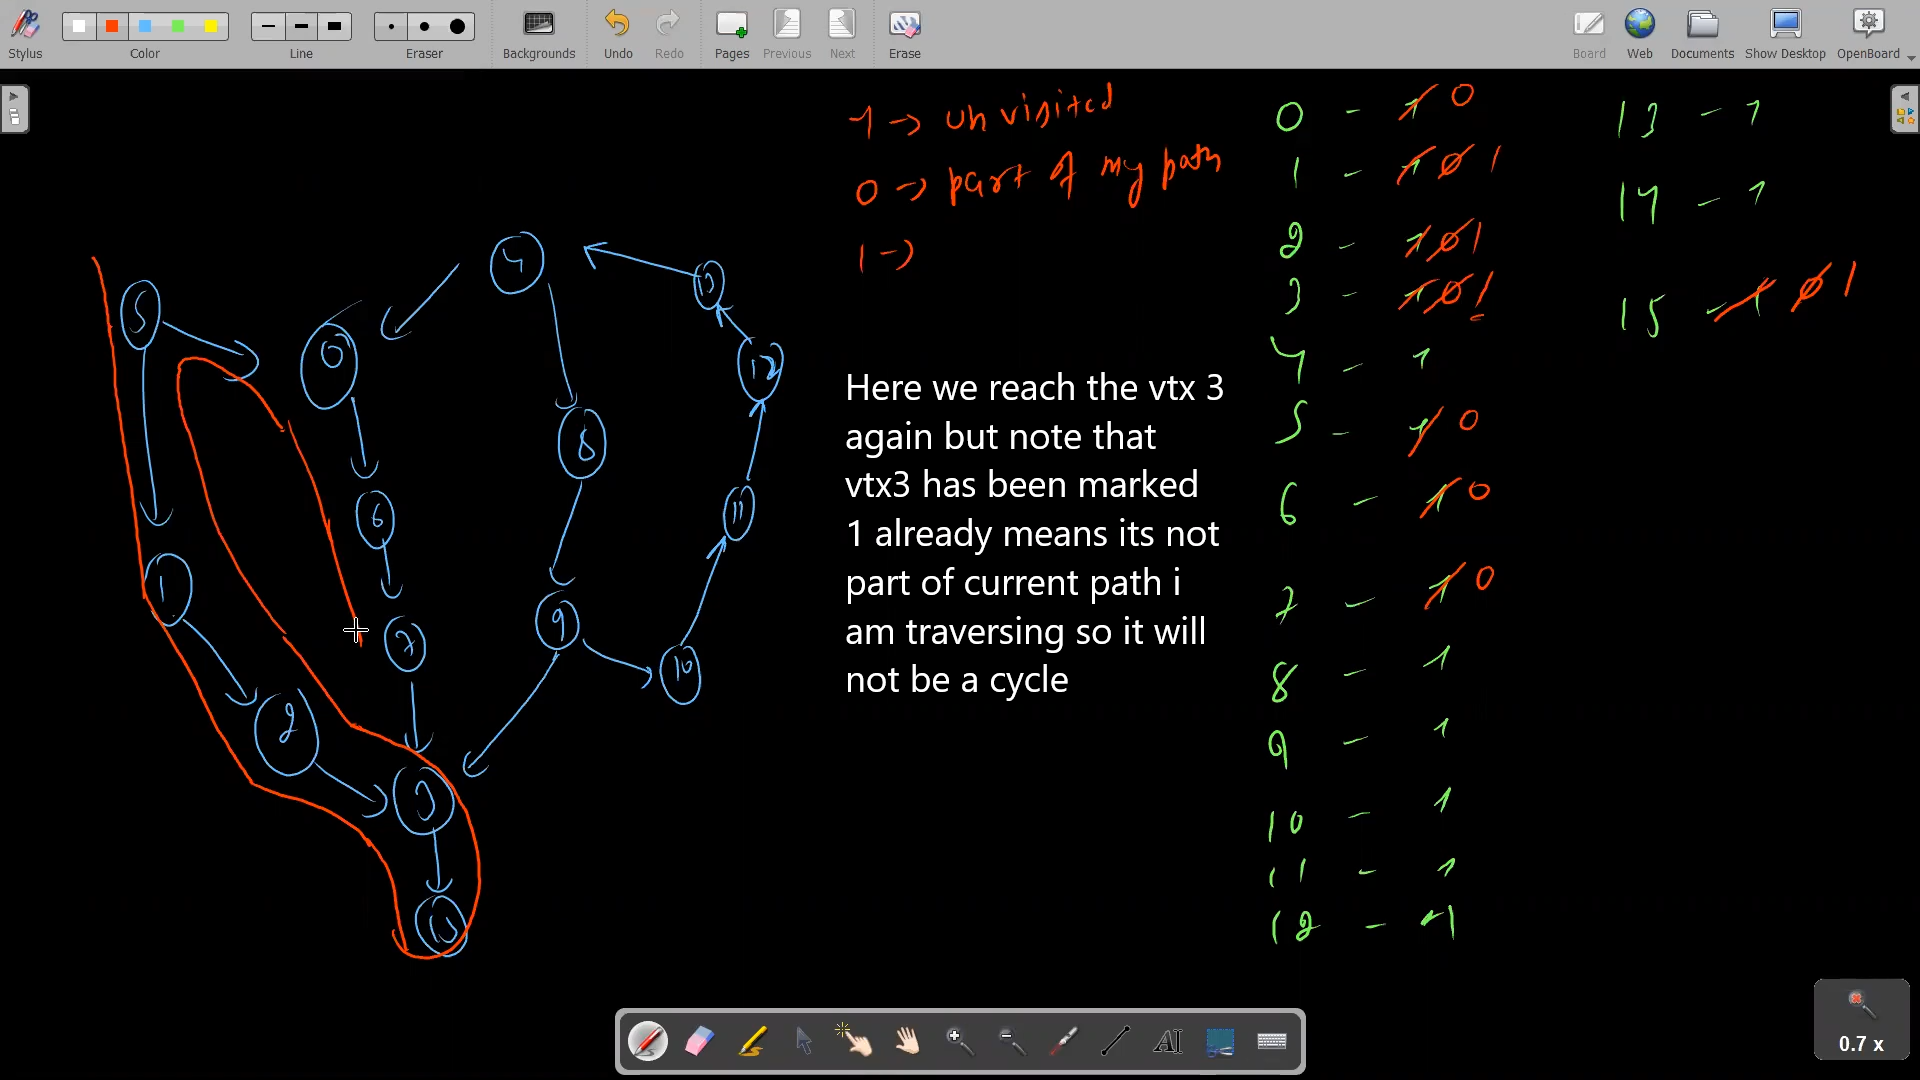 Stylus Color Line Eraser Backgrounds Undo Redo Pages Previous Next Erase Board Web Documents Show Desktop OpenBoard
-1 -> un visited
0 -> part of my path
1 ->
Here we reach the vtx 3
again but note that
vtx3 has been marked
1 already means its not
part of current path i
am traversing so it will
not be a cycle
0 - -1 0
1 - -1 0 1
2 - -1 0 1
3 - -1 0 1
4 - -1
5 - -1 0
6 - -1 0
7 - -1 0
8 - -1
9 - -1
10 - -1
11 - -1
12 - -1
13 - -1
14 - -1
15 - -1 0 1
5
0
4
13
12
8
6
11
1
7
9
10
2
3
0.7 x